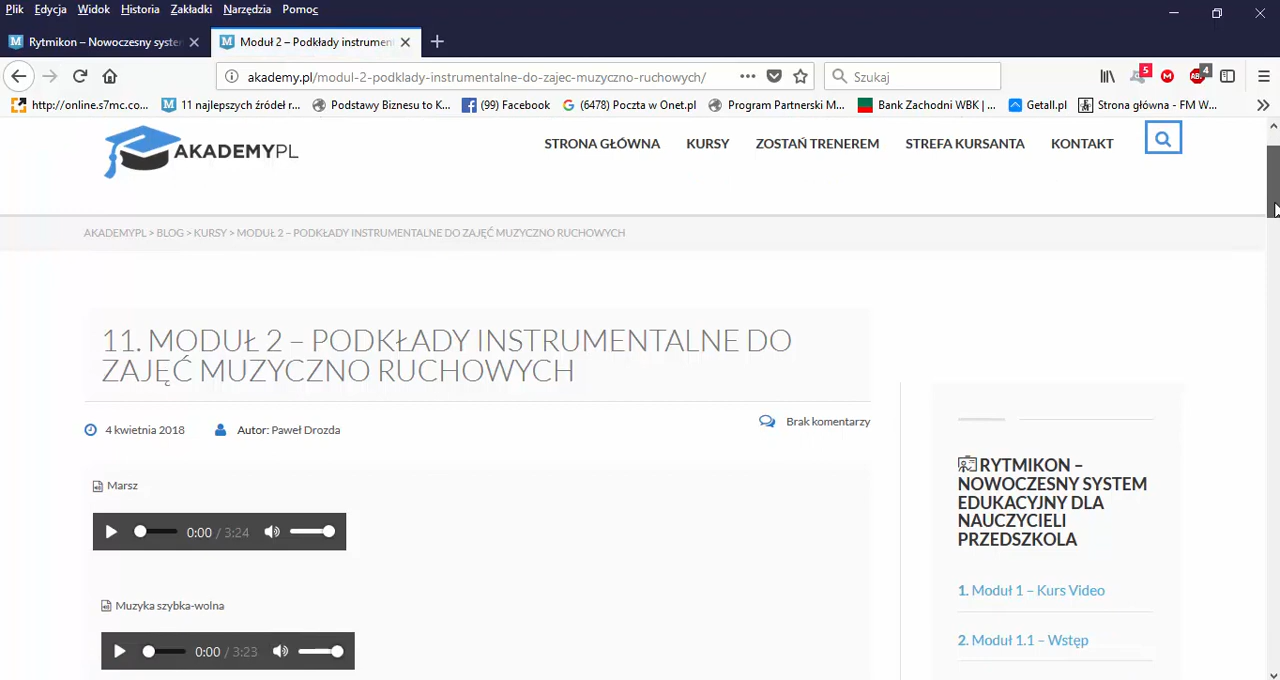 Plik Edycja Widok Historia Zakładki Narzędzia Pomoc
Rytmikon – Nowoczesny syste
Moduł 2 – Podkłady instrument
akademy.pl/modul-2-podklady-instrumentalne-do-zajec-muzyczno-ruchowych/
Szukaj
5
4
http://online.s7mc.co... 11 najlepszych źródeł r... Podstawy Biznesu to K... (99) Facebook (6478) Poczta w Onet.pl Program Partnerski M... Bank Zachodni WBK | ... Getall.pl Strona główna - FM W...
AKADEMYPL
STRONA GŁÓWNA KURSY ZOSTAŃ TRENEREM STREFA KURSANTA KONTAKT
AKADEMYPL > BLOG > KURSY > MODUŁ 2 – PODKŁADY INSTRUMENTALNE DO ZAJĘĆ MUZYCZNO RUCHOWYCH
11. MODUŁ 2 – PODKŁADY INSTRUMENTALNE DO
ZAJĘĆ MUZYCZNO RUCHOWYCH
4 kwietnia 2018 Autor: Paweł Drozda
Brak komentarzy
Marsz
0:00 / 3:24
Muzyka szybka-wolna
0:00 / 3:23
RYTMIKON –
NOWOCZESNY SYSTEM
EDUKACYJNY DLA
NAUCZYCIELI
PRZEDSZKOLA
1. Moduł 1 – Kurs Video
2. Moduł 1.1 – Wstęp